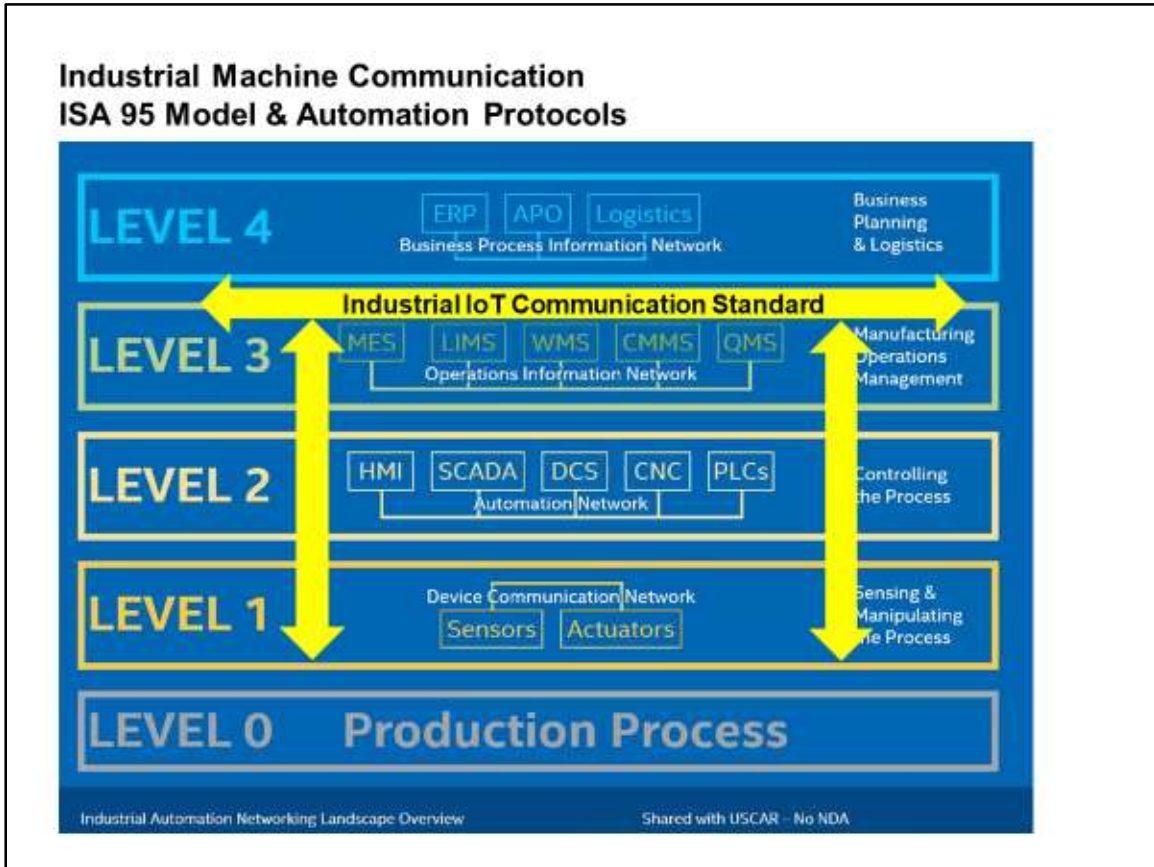 Industrial Machine Communication
ISA 95 Model & Automation Protocols
LEVEL 4
ERP APO Logistics
Business Process Information Network
Business
Planning
& Logistics
Industrial IoT Communication Standard
LEVEL 3
MES LIMS WMS CMMS QMS
Operations Information Network
Manufacturing
Operations
Management
LEVEL 2
HMI SCADA DCS CNC PLCs
Automation Network
Controlling
the Process
LEVEL 1
Device Communication Network
Sensors Actuators
Sensing &
Manipulating
the Process
LEVEL 0 Production Process
Industrial Automation Networking Landscape Overview
Shared with USCAR – No NDA